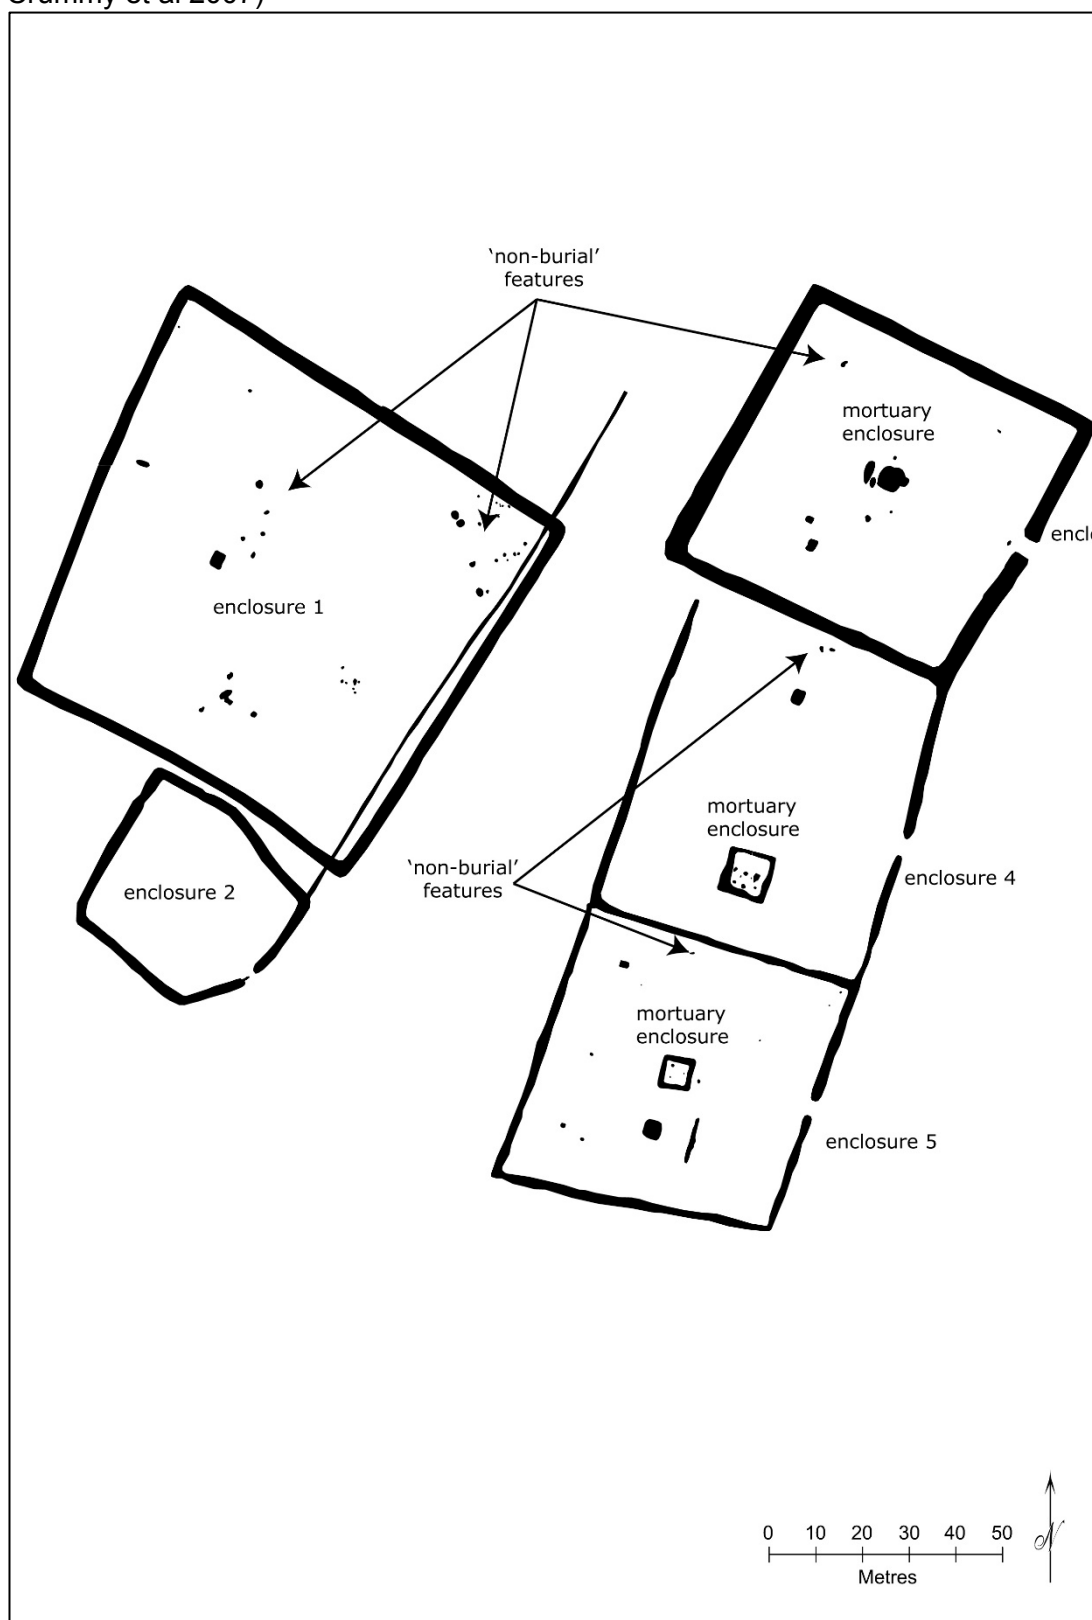 ‘non-burial’
features
mortuary
enclosure
enclosure 1
mortuary
enclosure
‘non-burial’
features
enclosure 4
enclosure 2
mortuary
enclosure
enclosure 5
0 10 20 30 40 50
N
Metres